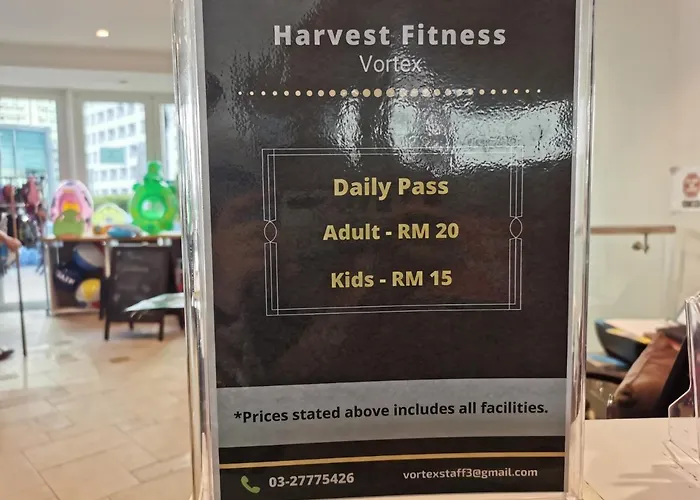 Harvest Fitness
Vortex
Daily Pass
Adult - RM 20
Kids - RM 15
*Prices stated above includes all facilities.
03-27775426
vortexstaff3@gmail.com